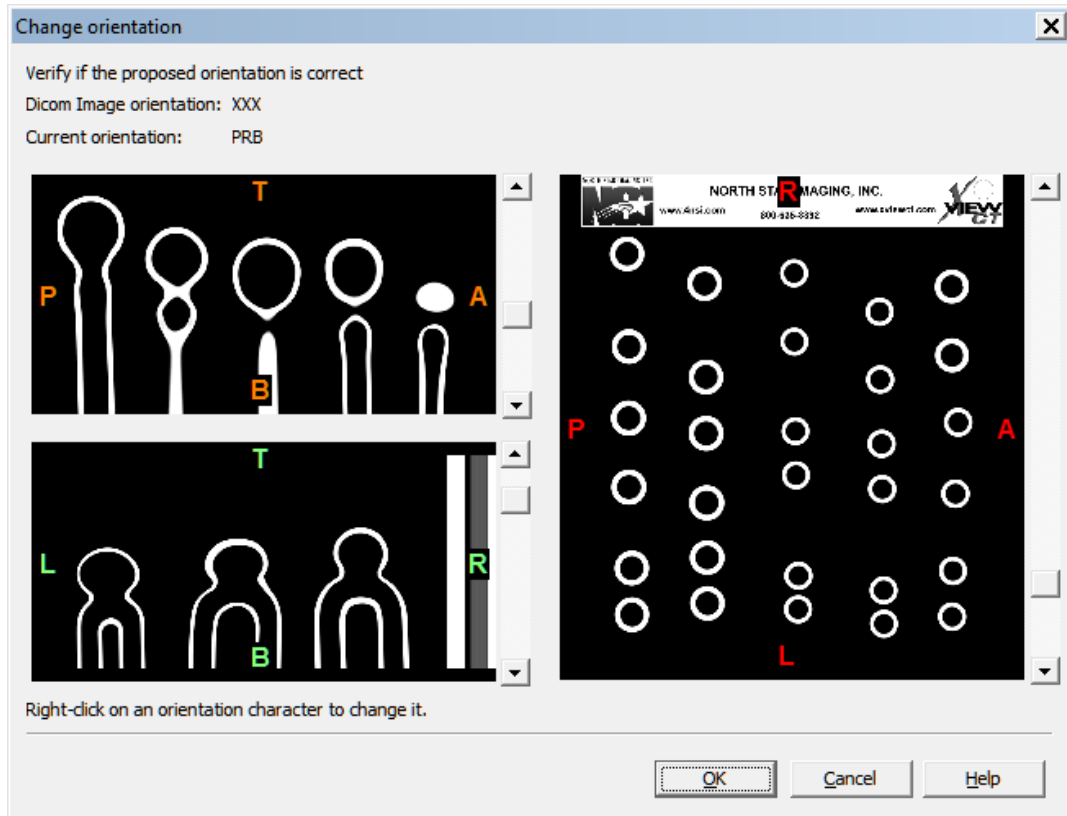 Change orientation
Verify if the proposed orientation is correct
Dicom Image orientation: XXX
Current orientation: PRB
T
P
A
B
T
L
R
B
NORTH STAR IMAGING, INC.
R
www.4nsi.com 800-626-8392 www.xviewct.com
VIEW
CT
P
A
L
Right-click on an orientation character to change it.
OK Cancel Help